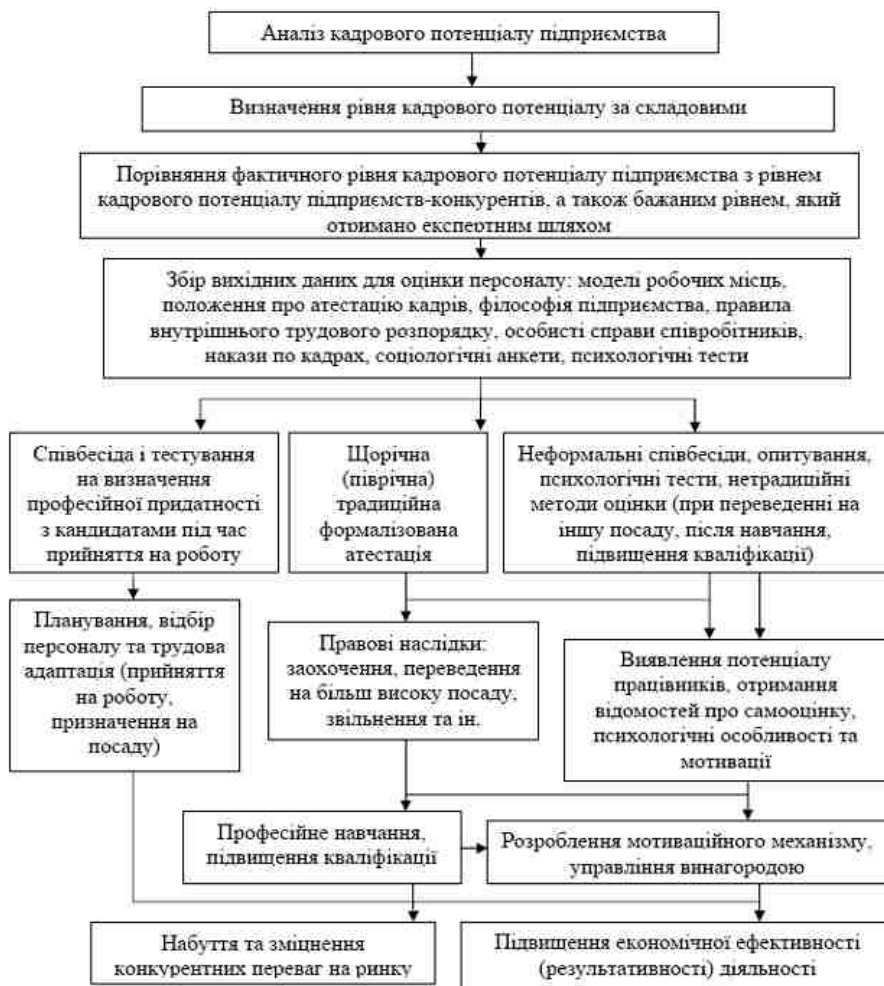 Аналіз кадрового потенціалу підприємства
Визначення рівня кадрового потенціалу за складовими
Порівняння фактичного рівня кадрового потенціалу підприємства з рівнем
кадрового потенціалу підприємств-конкурентів, а також бажаним рівнем, який
отримано експертним шляхом
Збір вихідних даних для оцінки персоналу: моделі робочих місць,
положення про атестацію кадрів, філософія підприємства, правила
внутрішнього трудового розпорядку, особисті справи співробітників,
накази по кадрах, соціологічні анкети, психологічні тести
Співбесіда і тестування
на визначення
професійної придатності
з кандидатами під час
прийняття на роботу
Щорічна
(піврічна)
традиційна
формалізована
атестація
Неформальні співбесіди, опитування,
психологічні тести, нетрадиційні
методи оцінки (при переведенні на
іншу посаду, після навчання,
підвищення кваліфікації)
Планування, відбір
персоналу та трудова
адаптація (прийняття
на роботу,
призначення на
посаду)
Правові наслідки:
заохочення, переведення
на більш високу посаду,
звільнення та ін.
Виявлення потенціалу
працівників, отримання
відомостей про самооцінку,
психологічні особливості та
мотивації
Професійне навчання,
підвищення кваліфікації
Розроблення мотиваційного механізму,
управління винагородою
Набуття та зміцнення
конкурентних переваг на ринку
Підвищення економічної ефективності
(результативності) діяльності